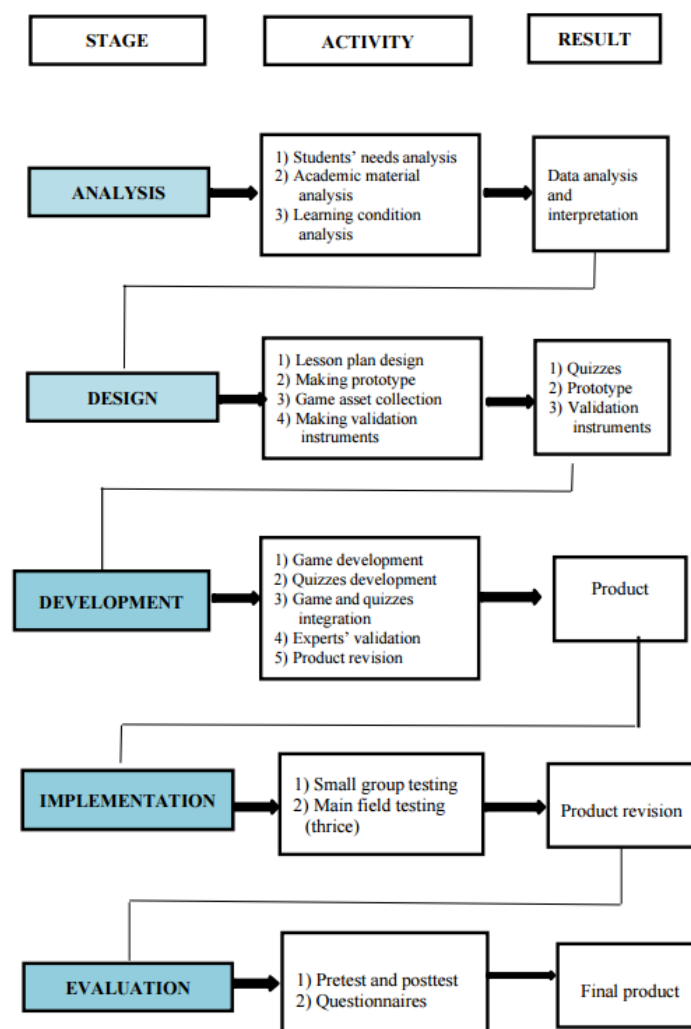 STAGE
ACTIVITY
RESULT
ANALYSIS
1) Students’ needs analysis
2) Academic material
analysis
3) Learning condition
analysis
Data analysis
and
interpretation
DESIGN
1) Lesson plan design
2) Making prototype
3) Game asset collection
4) Making validation
instruments
1) Quizzes
2) Prototype
3) Validation
instruments
DEVELOPMENT
1) Game development
2) Quizzes development
3) Game and quizzes
integration
4) Experts’ validation
5) Product revision
Product
IMPLEMENTATION
1) Small group testing
2) Main field testing
(thrice)
Product revision
EVALUATION
1) Pretest and posttest
2) Questionnaires
Final product